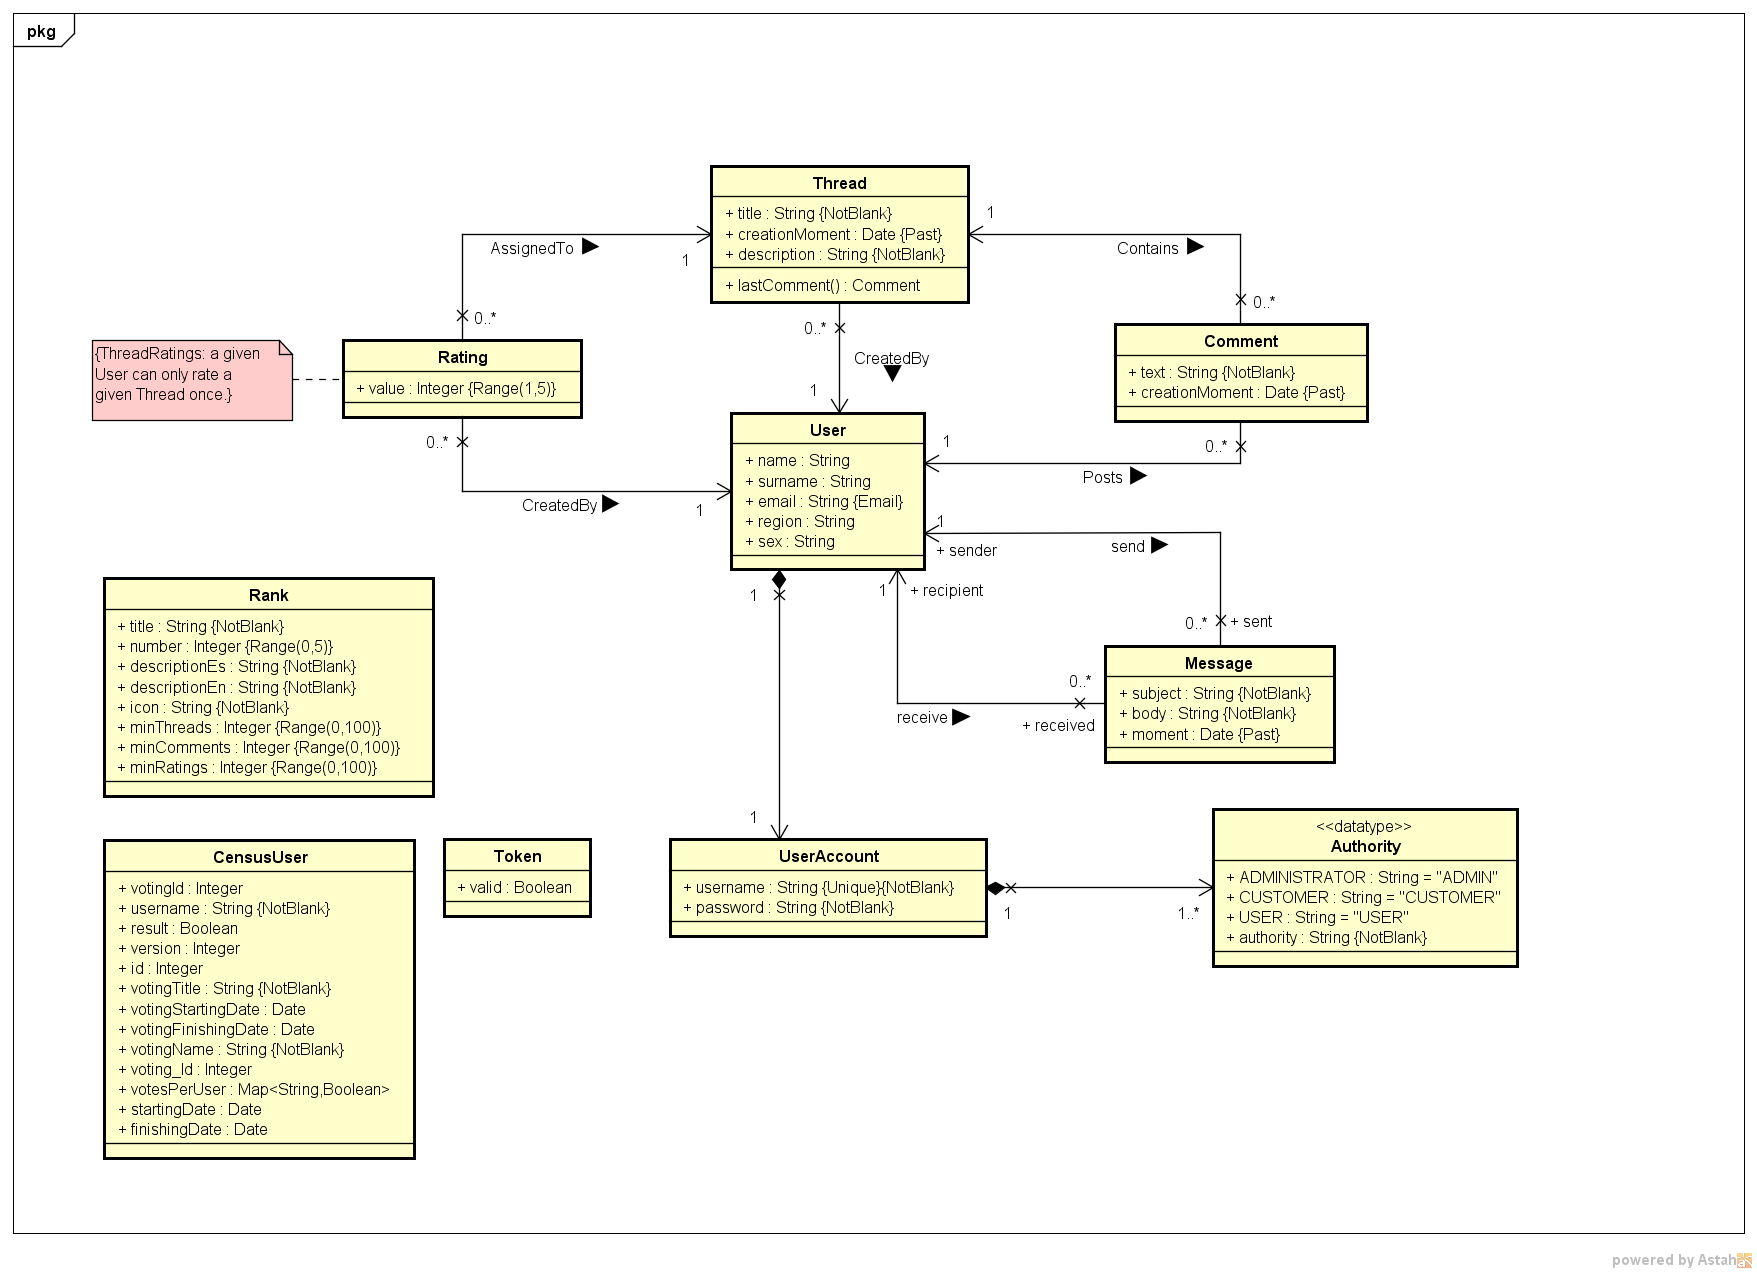 pkg
Thread
+ title : String {NotBlank}
+ creationMoment : Date {Past}
+ description : String {NotBlank}
+ lastComment() : Comment
1
AssignedTo
1
Contains
0..*
0..*
0..*
CreatedBy
1
{ThreadRatings: a given
User can only rate a
given Thread once.}
Rating
+ value : Integer {Range(1,5)}
0..*
CreatedBy
1
Comment
+ text : String {NotBlank}
+ creationMoment : Date {Past}
0..*
Posts
1
User
+ name : String
+ surname : String
+ email : String {Email}
+ region : String
+ sex : String
1
+ sender
send
1
+ recipient
1
0..*
+ sent
0..*
receive
+ received
Message
+ subject : String {NotBlank}
+ body : String {NotBlank}
+ moment : Date {Past}
Rank
+ title : String {NotBlank}
+ number : Integer {Range(0,5)}
+ descriptionEs : String {NotBlank}
+ descriptionEn : String {NotBlank}
+ icon : String {NotBlank}
+ minThreads : Integer {Range(0,100)}
+ minComments : Integer {Range(0,100)}
+ minRatings : Integer {Range(0,100)}
1
CensusUser
+ votingId : Integer
+ username : String {NotBlank}
+ result : Boolean
+ version : Integer
+ id : Integer
+ votingTitle : String {NotBlank}
+ votingStartingDate : Date
+ votingFinishingDate : Date
+ votingName : String {NotBlank}
+ voting_Id : Integer
+ votesPerUser : Map<String,Boolean>
+ startingDate : Date
+ finishingDate : Date
Token
+ valid : Boolean
UserAccount
+ username : String {Unique}{NotBlank}
+ password : String {NotBlank}
1
1..*
<<datatype>>
Authority
+ ADMINISTRATOR : String = "ADMIN"
+ CUSTOMER : String = "CUSTOMER"
+ USER : String = "USER"
+ authority : String {NotBlank}
powered by Astah